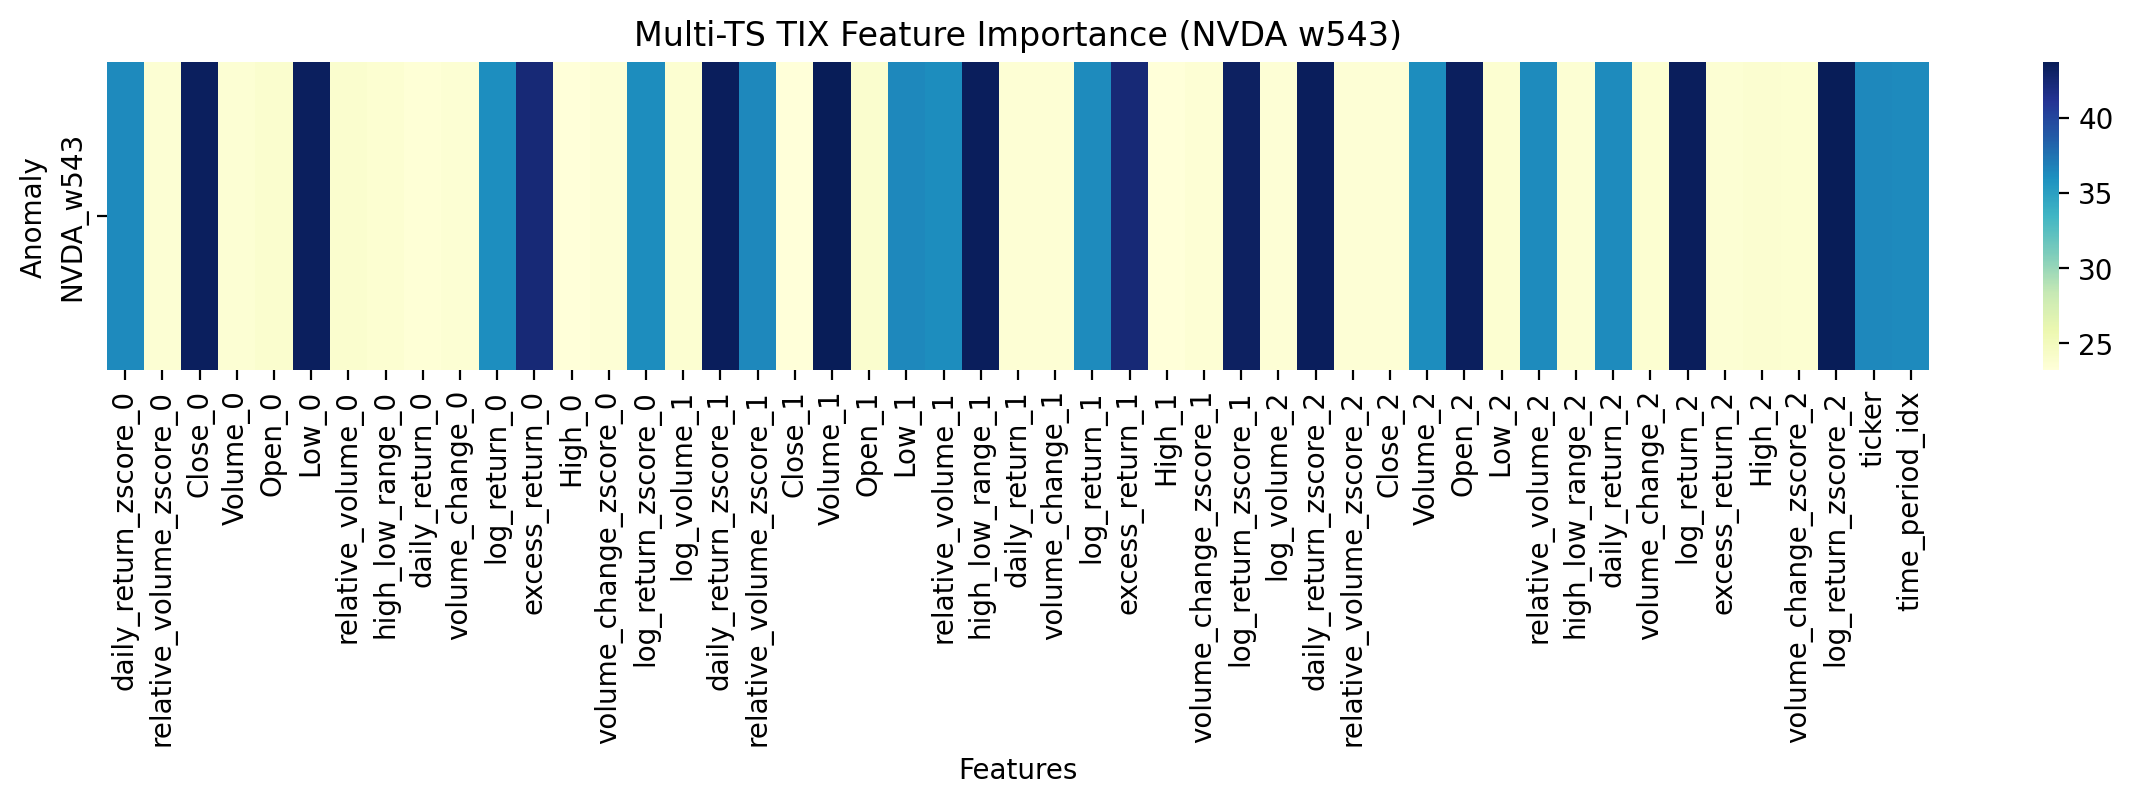 Multi-TS TIX Feature Importance (NVDA w543)
Anomaly
NVDA_w543
40
35
30
25
daily_return_zscore_0
relative_volume_zscore_0
Close_0
Volume_0
Open_0
Low_0
relative_volume_0
high_low_range_0
daily_return_0
volume_change_0
log_return_0
excess_return_0
High_0
volume_change_zscore_0
log_return_zscore_0
log_volume_1
daily_return_zscore_1
relative_volume_zscore_1
Close_1
Volume_1
Open_1
Low_1
relative_volume_1
high_low_range_1
daily_return_1
volume_change_1
log_return_1
excess_return_1
High_1
volume_change_zscore_1
log_return_zscore_1
log_volume_2
daily_return_zscore_2
relative_volume_zscore_2
Close_2
Volume_2
Open_2
Low_2
relative_volume_2
high_low_range_2
daily_return_2
volume_change_2
log_return_2
excess_return_2
High_2
volume_change_zscore_2
log_return_zscore_2
ticker
time_period_idx
Features